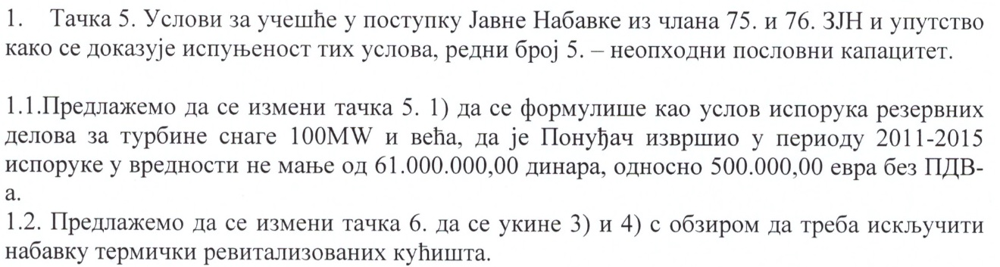 1. Тачка 5. Услови за учешће у поступку Јавне Набавке из члана 75. и 76. ЗЈН и упутство
како се доказује испуњеност тих услова, редни број 5. – неопходни пословни капацитет.
1.1.Предлажемо да се измени тачка 5. 1) да се формулише као услов испорука резервних
делова за турбине снаге 100MW и већа, да је Понуђач извршио у периоду 2011-2015
испоруке у вредности не мање од 61.000.000,00 динара, односно 500.000,00 евра без ПДВ-
а.
1.2. Предлажемо да се измени тачка 6. да се укине 3) и 4) с обзиром да треба искључити
набавку термички ревитализованих кућишта.